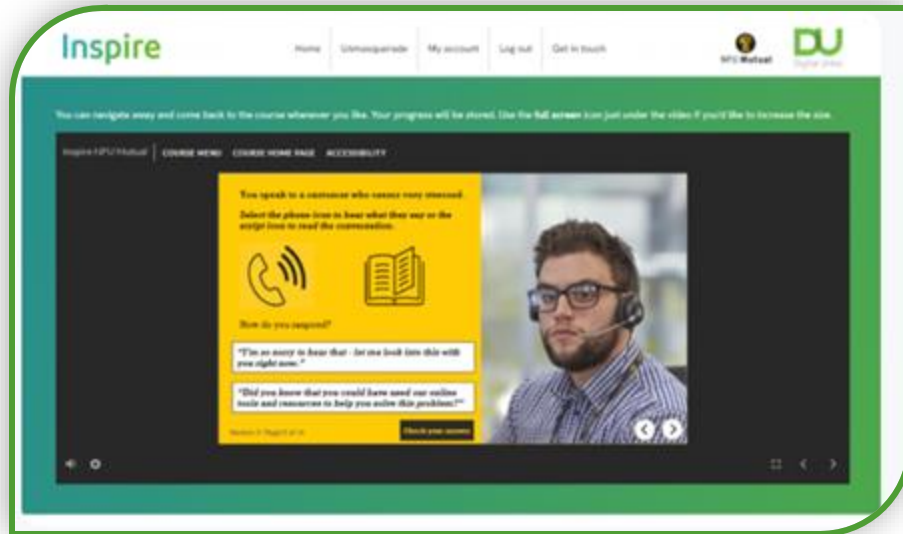 Inspire
Home Unmasquerade My account Log out Get in touch
NFU Mutual
DU
You can navigate away and come back to the course whenever you like. Your progress will be stored. Use the full screen icon just under the video if you'd like to increase the size.
Inspire NFU Mutual COURSE MENU COURSE HOME PAGE ACCESSIBILITY
You speak to a customer who sounds very stressed.
Select the phone icon to hear what they say or the
script icon to read the conversation.
How do you respond?
"I'm so sorry to hear that - let me look into this with
you right now."
"Did you know that you could have used our online
tools and resources to help you solve this problem?"
Check your answer